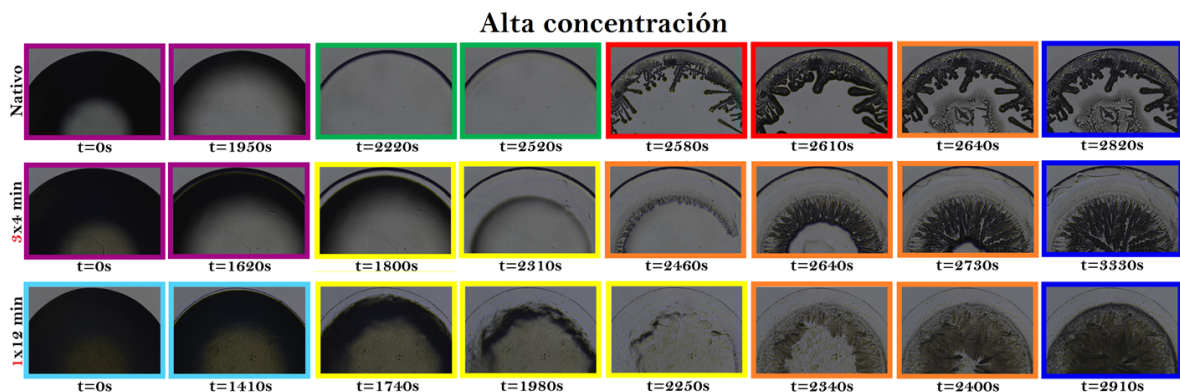 Alta concentración
Nativo
t=0s t=1950s t=2220s t=2520s t=2580s t=2610s t=2640s t=2820s
3x4 min
t=0s t=1620s t=1800s t=2310s t=2460s t=2640s t=2730s t=3330s
1x12 min
t=0s t=1410s t=1740s t=1980s t=2250s t=2340s t=2400s t=2910s